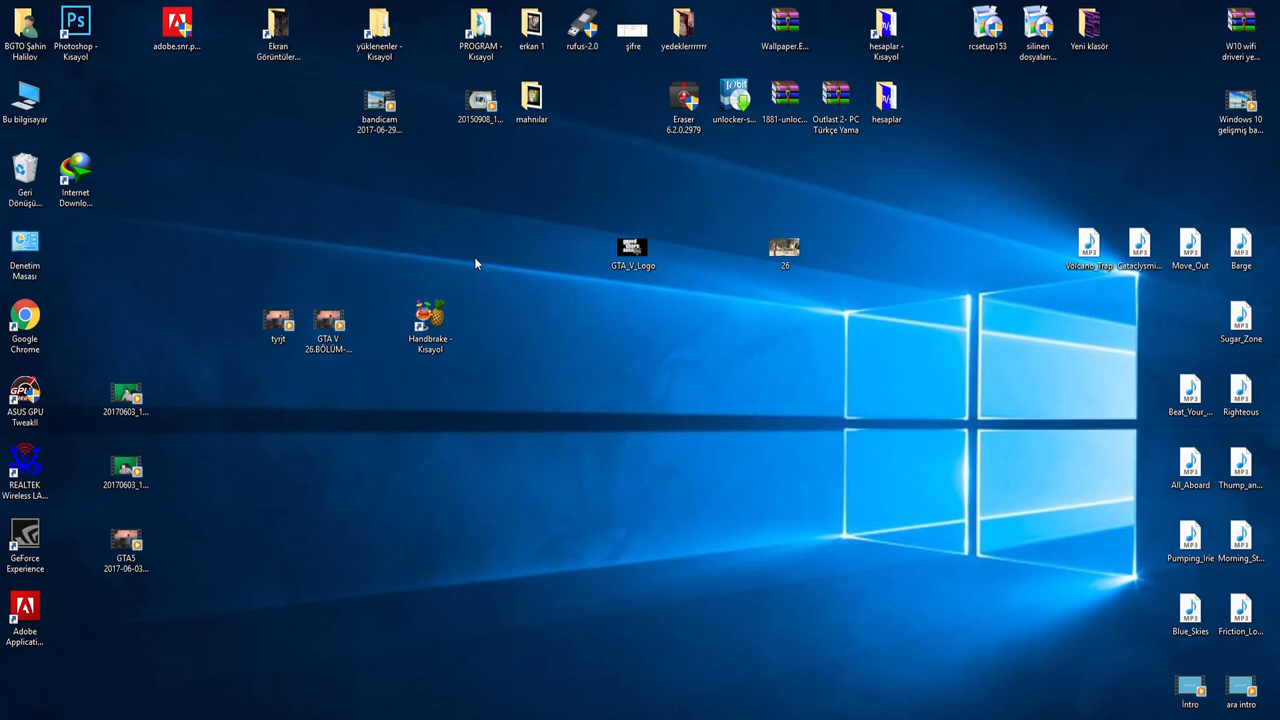 BGTO Şahin
Halilov
Photoshop -
Kısayol
adobe.snr.p...
Ekran
Görüntüler...
yüklenenler -
Kısayol
PROGRAM -
Kısayol
erkan 1
rufus-2.0
şifre
yedeklerrrrrr
Wallpaper.E...
hesaplar -
Kısayol
rcsetup153
silinen
dosyaları...
Yeni klasör
W10 wifi
driveri ye...
Bu bilgisayar
bandicam
2017-06-29...
20150908_1...
mahnılar
Eraser
6.2.0.2979
unlocker-s...
1881-unloc...
Outlast 2- PC
Türkçe Yama
hesaplar
Windows 10
gelişmiş ba...
Geri
Dönüşü...
Internet
Downlo...
Denetim
Masası
GTA_V_Logo
26
Volcano_Trap
Cataclysmi...
Move_Out
Barge
Google
Chrome
tyrjt
GTA V
26.BÖLÜM-...
Handbrake -
Kısayol
Sugar_Zone
ASUS GPU
TweakII
20170603_1...
Beat_Your_...
Righteous
REALTEK
Wireless LA...
20170603_1...
All_Aboard
Thump_an...
GeForce
Experience
GTA5
2017-06-03...
Pumping_Irie
Morning_St...
Adobe
Applicati...
Blue_Skies
Friction_Lo...
İntro
ara intro